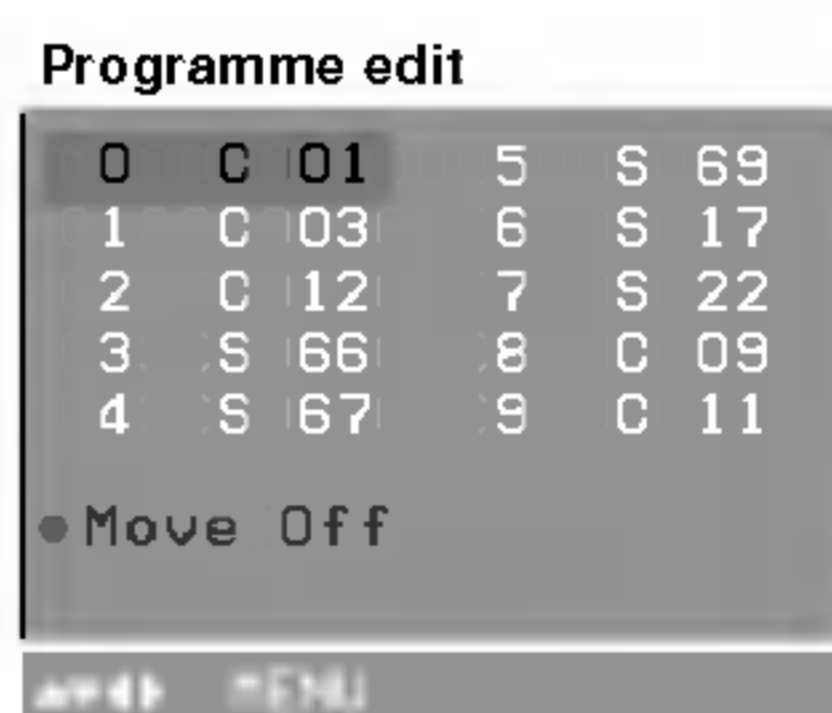 Programme edit
0 C 01 5 S 69
1 C 03 6 S 17
2 C 12 7 S 22
3 S 66 8 C 09
4 S 67 9 C 11
Move Off
MENU